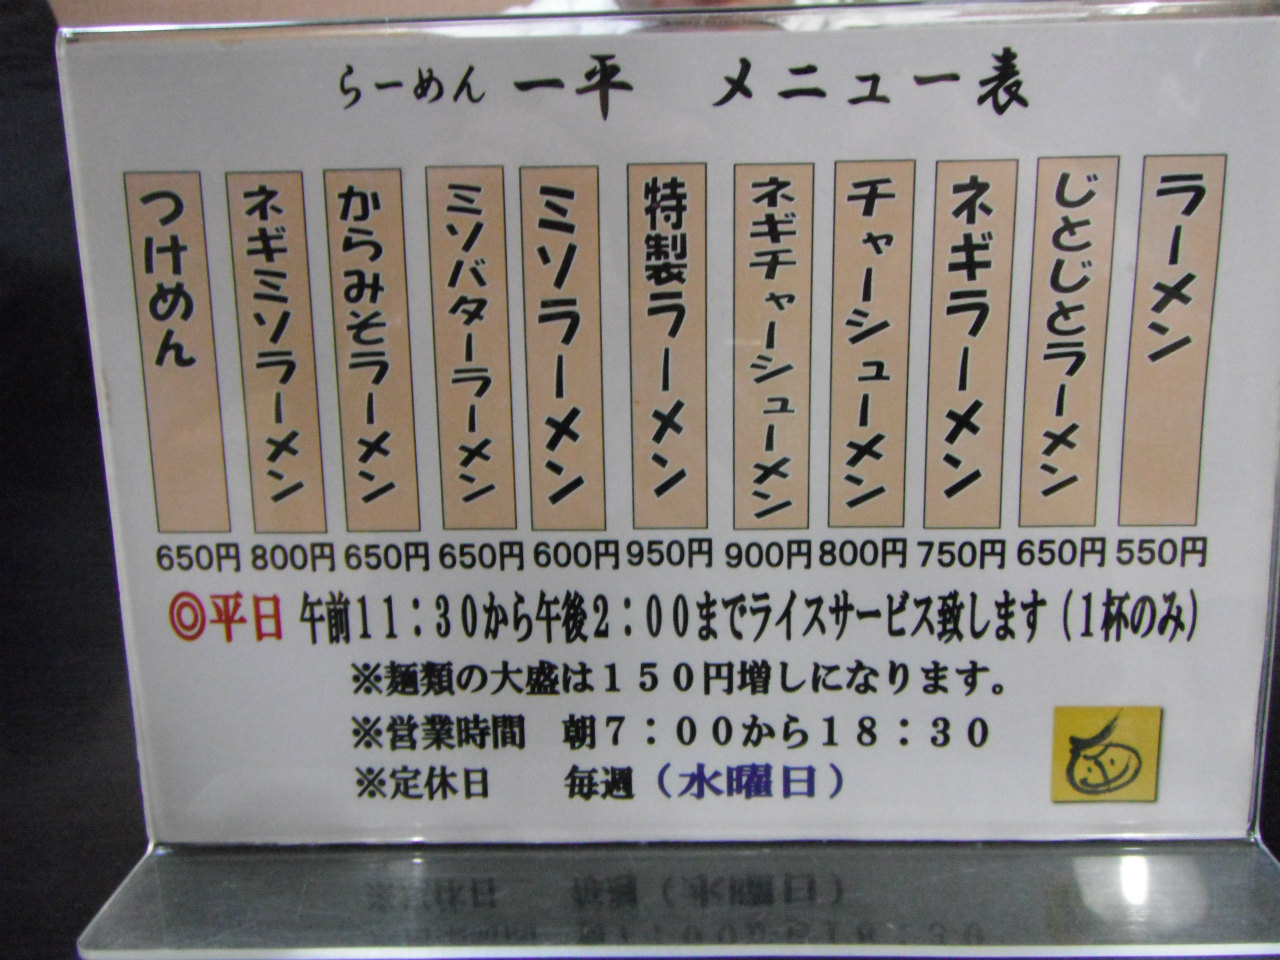 らーめん 一平 メニュー表
ラーメン
じとじとラーメン
ネギラーメン
チャーシューメン
ネギチャーシューメン
特製ラーメン
ミソラーメン
ミソバターラーメン
からみそラーメン
ネギミソラーメン
つけめん
650円 800円 650円 650円 600円 950円 900円 800円 750円 650円 550円
◎平日 午前11:30から午後2:00までライスサービス致します(1杯のみ)
※麺類の大盛は150円増しになります。
※営業時間 朝7:00から18:30
※定休日 毎週(水曜日)